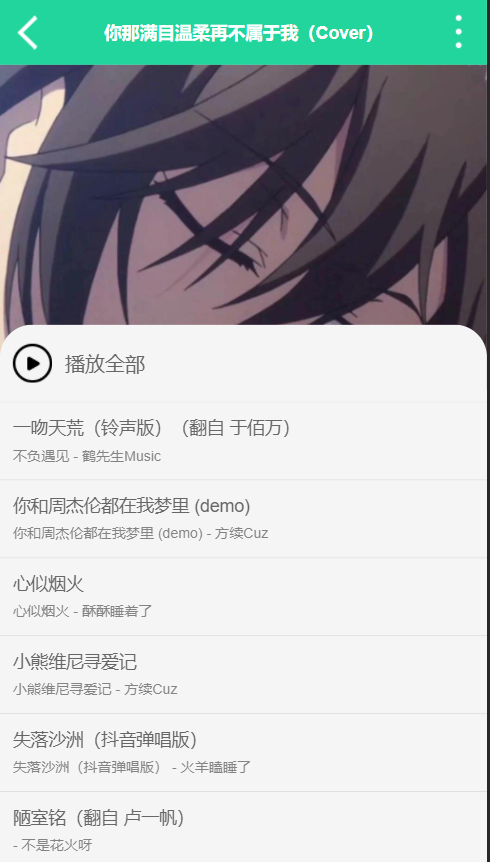 你那满目温柔再不属于我（Cover）
播放全部
一吻天荒（铃声版）（翻自 于佰万）
不负遇见 - 鹤先生Music
你和周杰伦都在我梦里 (demo)
你和周杰伦都在我梦里 (demo) - 方续Cuz
心似烟火
心似烟火 - 酥酥睡着了
小熊维尼寻爱记
小熊维尼寻爱记 - 方续Cuz
失落沙洲（抖音弹唱版）
失落沙洲（抖音弹唱版） - 火羊瞌睡了
陋室铭（翻自 卢一帆）
- 不是花火呀